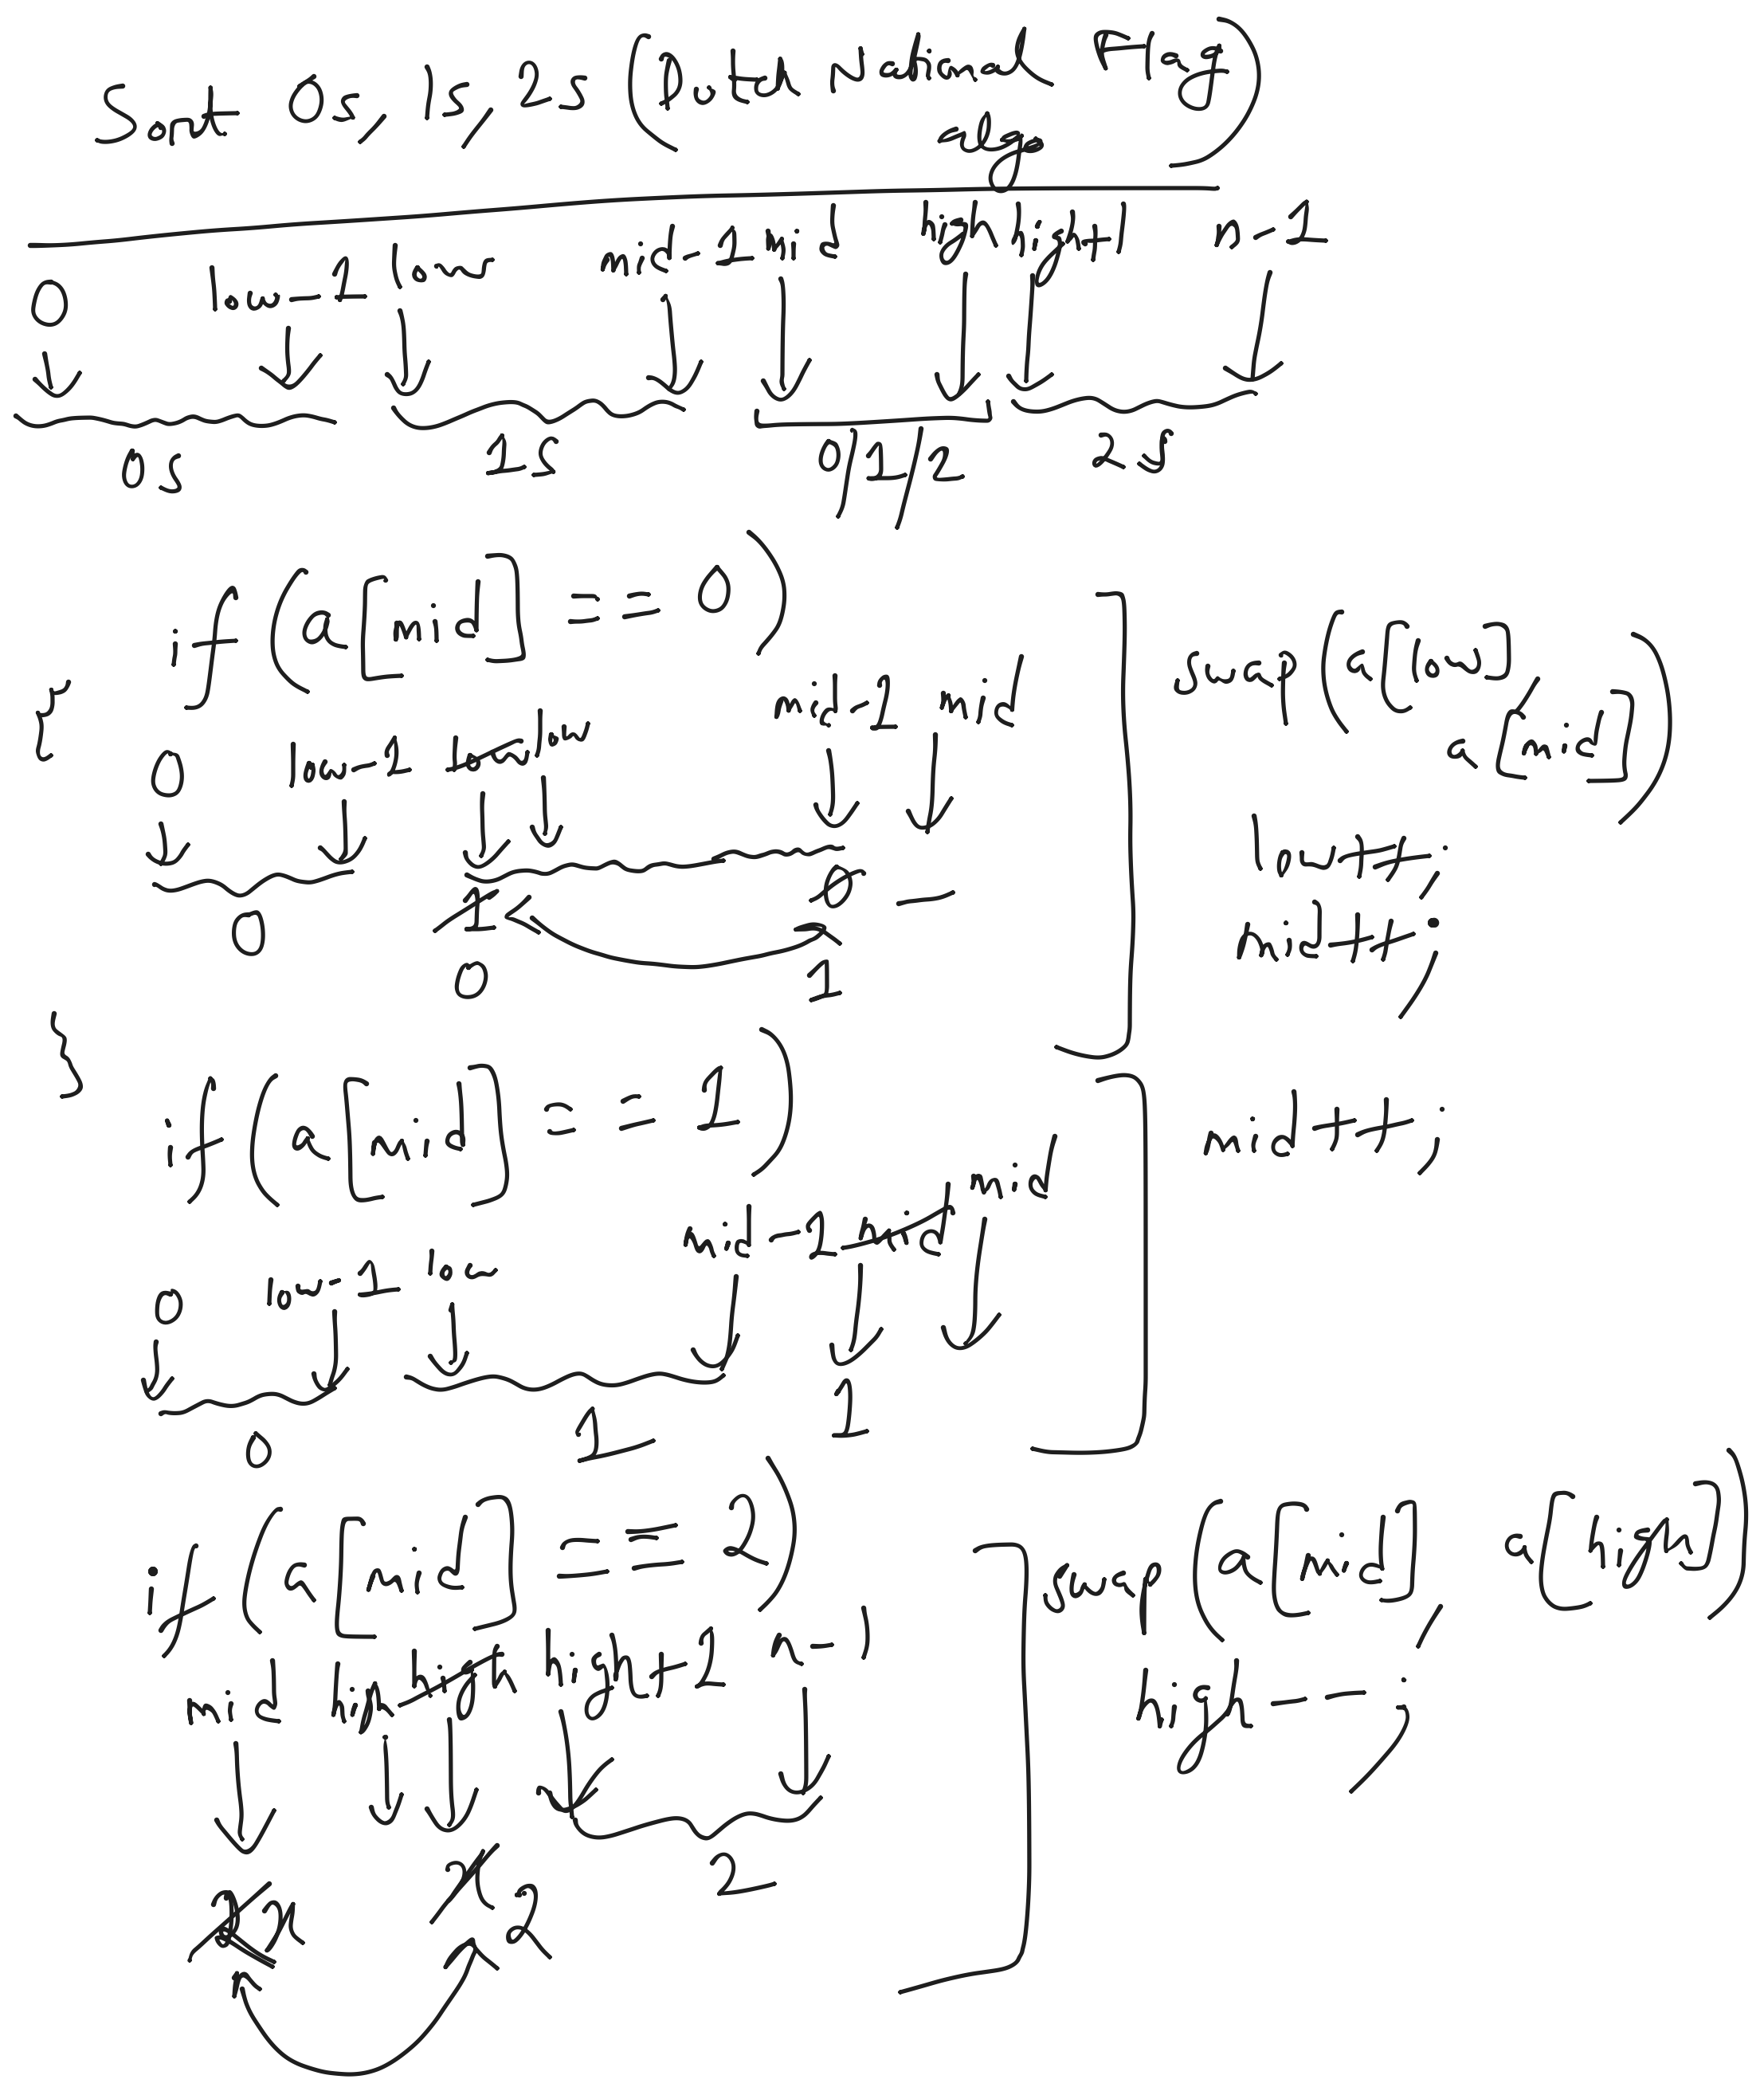 Sort 0s, 1s, 2s (Dutch National Flag
algo)
0 low-1 low mid-1 mid high high+1 n-1
0s 1s 0/1/2 2s
if (a[mid] == 0)
{
swap(a[low],
a[mid])
0 low-1 low low mid-1 mid
low++;
mid++;
0 1 0
0 1
}
if (a[mid] == 1)
mid++;
0 low-1 low mid-1 mid mid
0 1 1
if (a[mid] == 2)
swap(a[mid], a[high])
high--;
mid high high high+1 n-1
2 x x 2 2